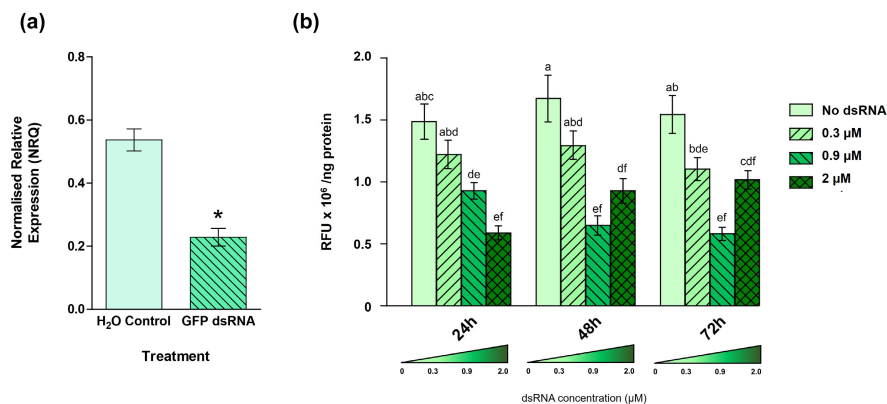 (a)
Normalised Relative
Expression (NRQ)
0.8
0.6
0.4
0.2
0.0
*
H₂O Control GFP dsRNA
Treatment
(b)
RFU x 10⁶ /ng protein
2.0
1.5
1.0
0.5
0
abc
abd
de
ef
a
abd
ef
df
ab
bde
ef
cdf
24h 48h 72h
0 0.3 0.9 2.0 0 0.3 0.9 2.0 0 0.3 0.9 2.0
dsRNA concentration (µM)
No dsRNA
0.3 µM
0.9 µM
2 µM